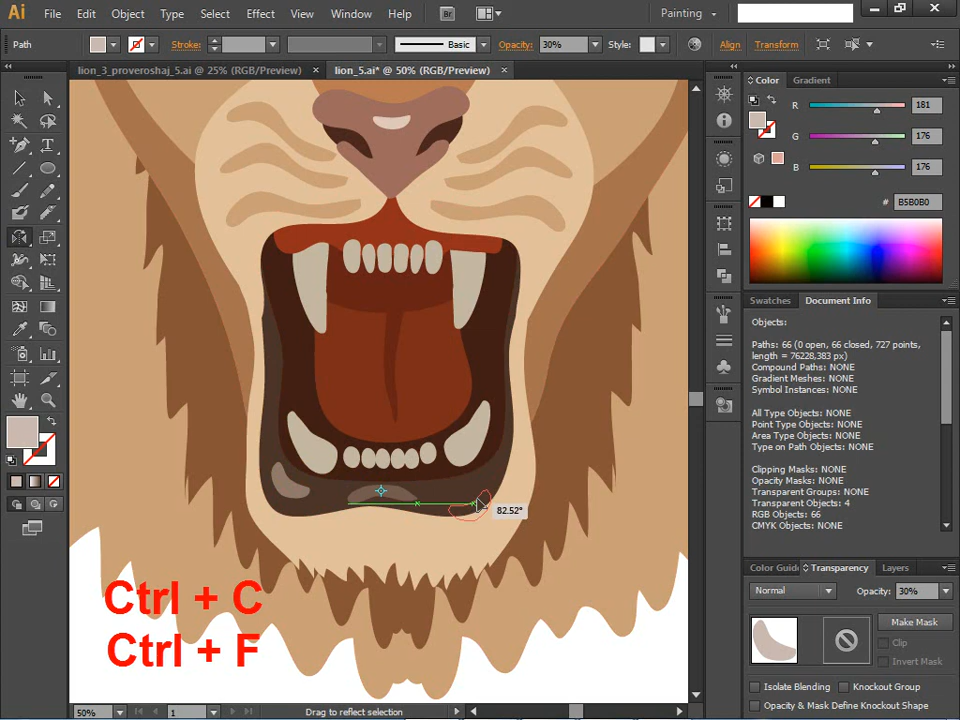 Ai File Edit Object Type Select Effect View Window Help Br Painting
Path Stroke: Basic Opacity: 30% Style: Align Transform
lion_3_proveroshaj_5.ai @ 25% (RGB/Preview) × lion_5.ai* @ 50% (RGB/Preview) ×
Color Gradient
R 181
G 176
B 176
# B5B0B0
Swatches Document Info
Objects:
Paths: 66 (0 open, 66 closed, 727 points,
length = 76228,383 px)
Compound Paths: NONE
Gradient Meshes: NONE
Symbol Instances: NONE
All Type Objects: NONE
Point Type Objects: NONE
Area Type Objects: NONE
Type on Path Objects: NONE
Clipping Masks: NONE
Opacity Masks: NONE
Transparent Groups: NONE
Transparent Objects: 4
RGB Objects: 66
CMYK Objects: NONE
82.52°
Ctrl + C
Ctrl + F
Color Guide Transparency Layers
Normal Opacity: 30%
Make Mask
Clip
Invert Mask
Isolate Blending Knockout Group
Opacity & Mask Define Knockout Shape
50% 1 Drag to reflect selection